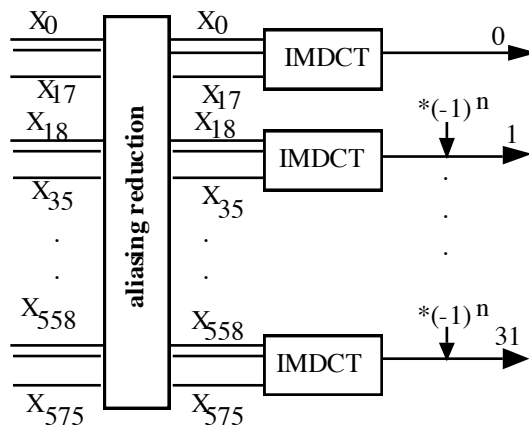 X0 X0 0
IMDCT
X17 X17 *(-1)n
X18 X18 1
IMDCT
X35 X35
aliasing reduction
X558 X558 *(-1)n
31
IMDCT
X575 X575